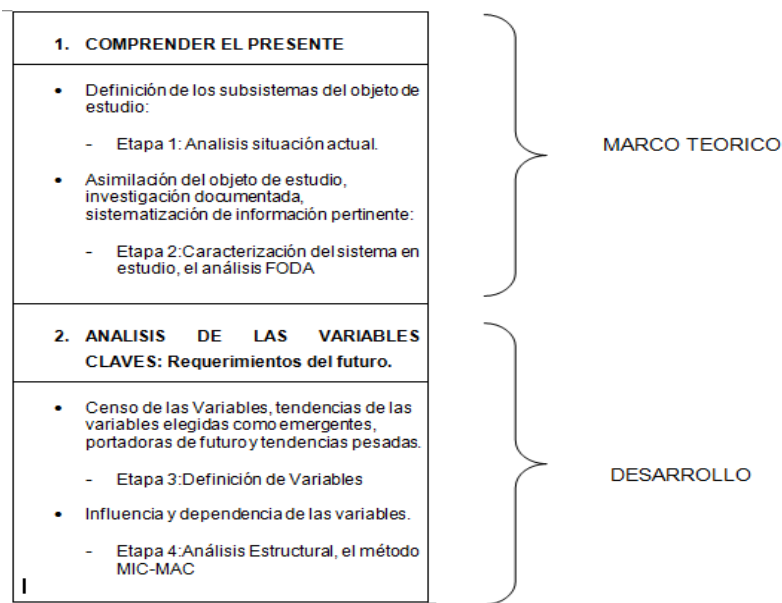 1. COMPRENDER EL PRESENTE
• Definición de los subsistemas del objeto de
estudio:
- Etapa 1: Analisis situación actual.
• Asimilación del objeto de estudio,
investigación documentada,
sistematización de información pertinente:
- Etapa 2:Caracterización del sistema en
estudio, el análisis FODA
MARCO TEORICO
2. ANALISIS DE LAS VARIABLES
CLAVES: Requerimientos del futuro.
• Censo de las Variables, tendencias de las
variables elegidas como emergentes,
portadoras de futuro y tendencias pesadas.
- Etapa 3:Definición de Variables
• Influencia y dependencia de las variables.
- Etapa 4:Análisis Estructural, el método
MIC-MAC
DESARROLLO